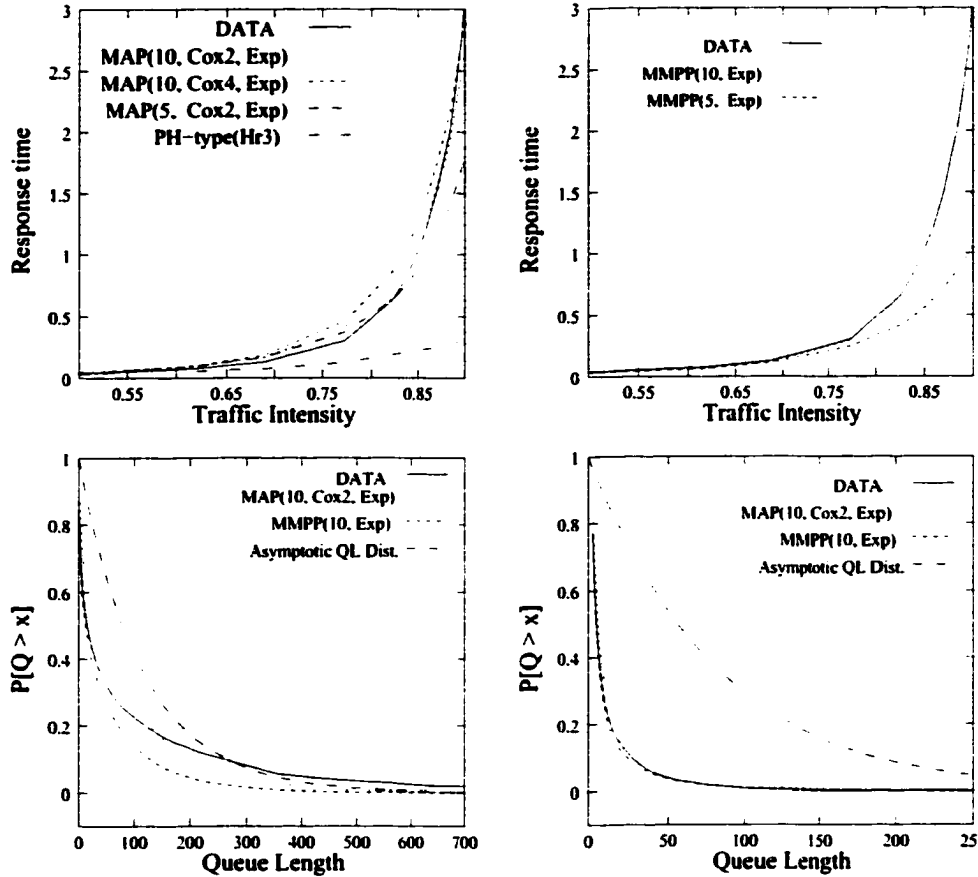 3
2.5
2
1.5
1
0.5
0
Response time
DATA
MAP(10, Cox2, Exp)
MAP(10, Cox4, Exp)
MAP(5, Cox2, Exp)
PH-type(Hr3)
0.55
0.65
0.75
0.85
Traffic Intensity
3
2.5
2
1.5
1
0.5
0
Response time
DATA
MMPP(10, Exp)
MMPP(5, Exp)
0.55
0.65
0.75
0.85
Traffic Intensity
1
0.8
0.6
0.4
0.2
0
P[Q > x]
DATA
MAP(10, Cox2, Exp)
MMPP(10, Exp)
Asymptotic QL Dist.
0
100
200
300
400
500
600
700
Queue Length
1
0.8
0.6
0.4
0.2
0
P[Q > x]
DATA
MAP(10, Cox2, Exp)
MMPP(10, Exp)
Asymptotic QL Dist.
0
50
100
150
200
25
Queue Length